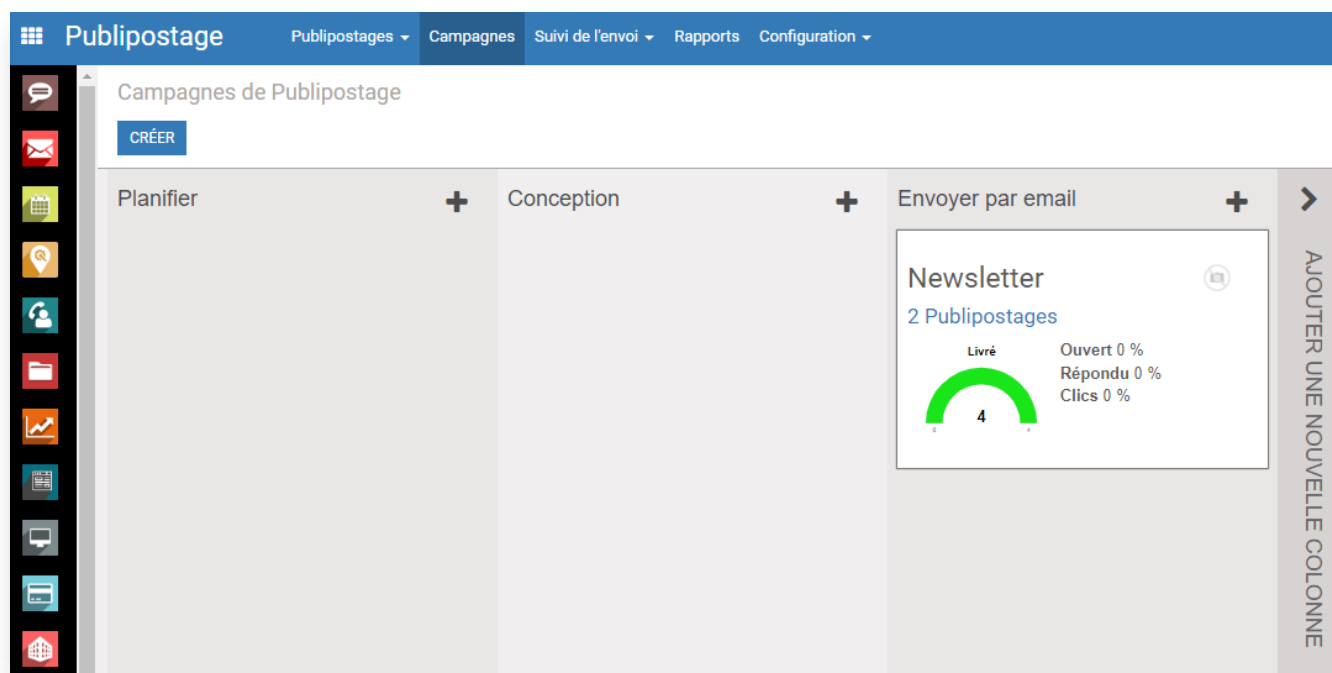 Publipostage
Publipostages Campagnes Suivi de l'envoi Rapports Configuration
Campagnes de Publipostage
CRÉER
Planifier
Conception
Envoyer par email
Newsletter
2 Publipostages
Livré
4
Ouvert 0 %
Répondu 0 %
Clics 0 %
AJOUTER UNE NOUVELLE COLONNE